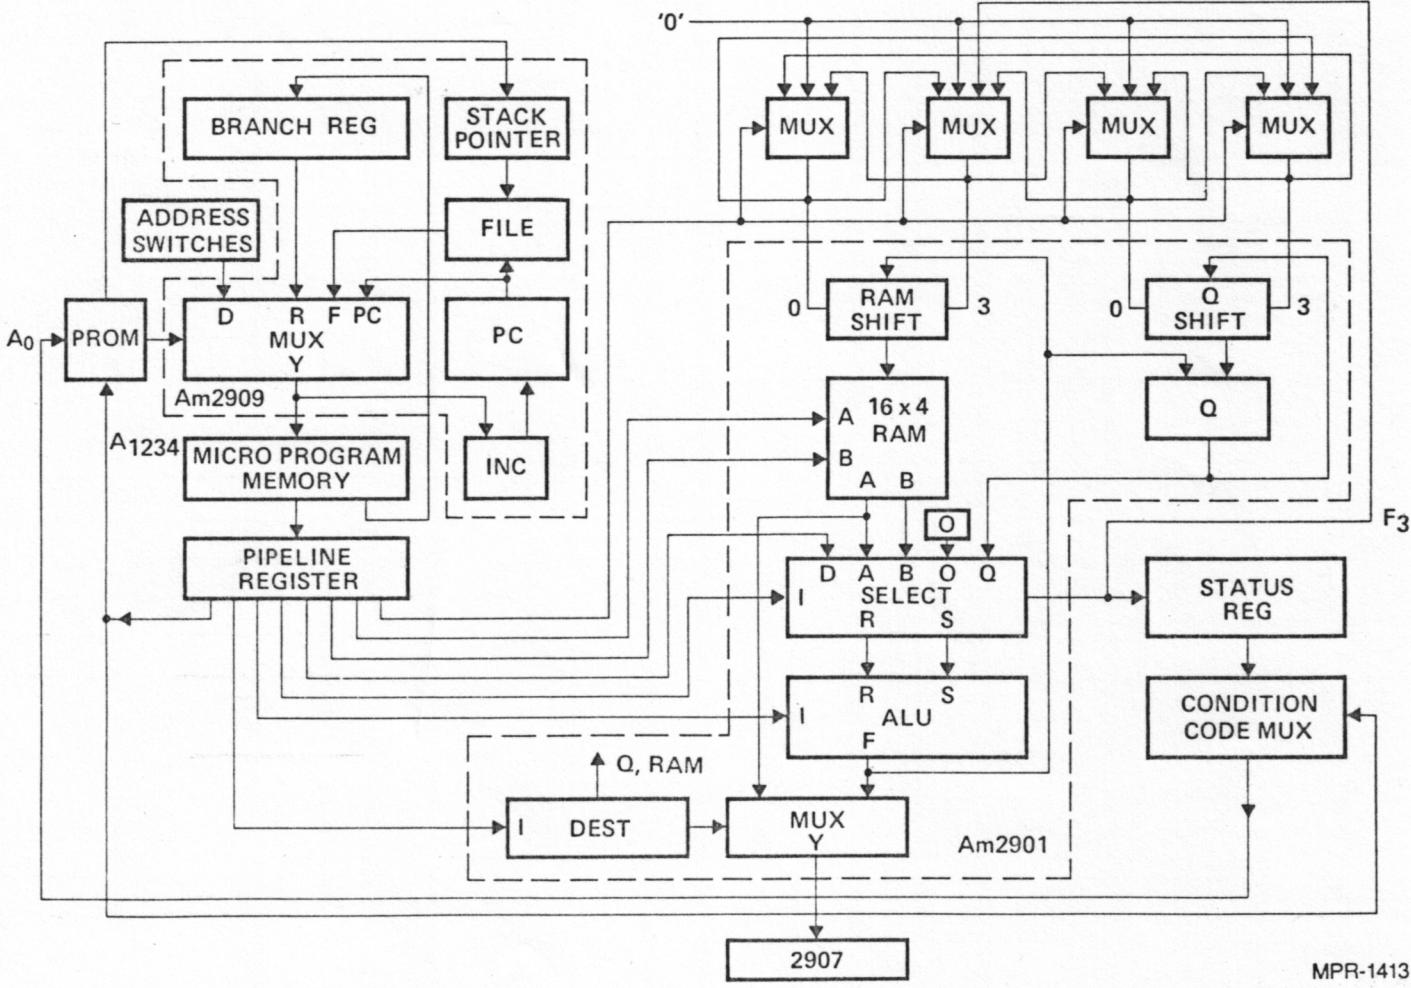 '0'
MUX
MUX
MUX
MUX
BRANCH REG
STACK
POINTER
ADDRESS
SWITCHES
FILE
A0
PROM
D R F PC
MUX
Y
PC
Am2909
A1234
MICRO PROGRAM
MEMORY
INC
PIPELINE
REGISTER
0
RAM
SHIFT
3
0
Q
SHIFT
3
A
B
16 x 4
RAM
A B
Q
O
D A B O Q
I
SELECT
R S
F3
STATUS
REG
R S
I
ALU
F
CONDITION
CODE MUX
Q, RAM
I
DEST
MUX
Y
Am2901
2907
MPR-1413